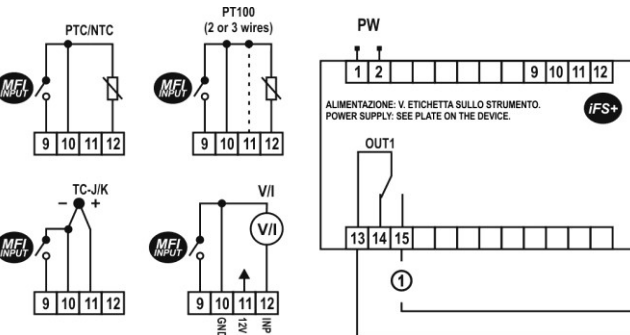 PTC/NTC
MFI
INPUT
9 10 11 12
PT100
(2 or 3 wires)
MFI
INPUT
9 10 11 12
TC-J/K
– +
MFI
INPUT
9 10 11 12
V/I
V/I
MFI
INPUT
9 10 11 12
GND 12V INP
PW
1 2 9 10 11 12
ALIMENTAZIONE: V. ETICHETTA SULLO STRUMENTO.
POWER SUPPLY: SEE PLATE ON THE DEVICE.
iFS+
OUT1
13 14 15
1